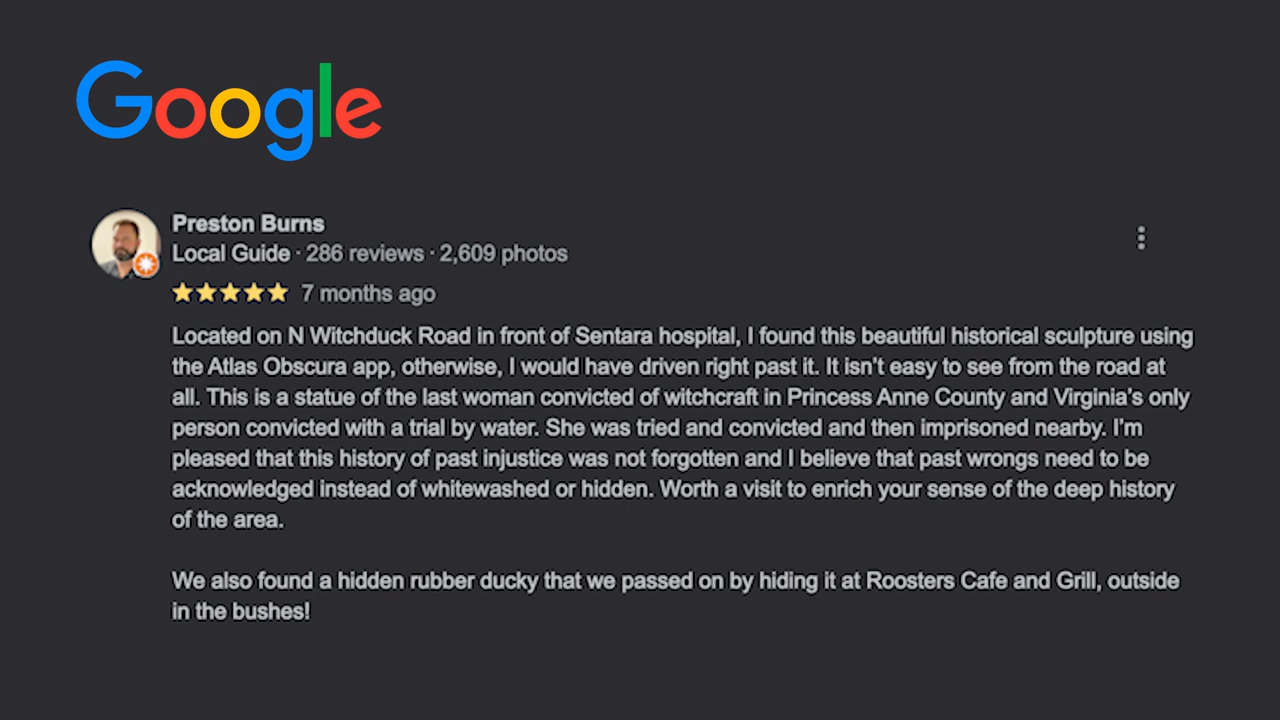 Google
Preston Burns
Local Guide · 286 reviews · 2,609 photos
7 months ago
Located on N Witchduck Road in front of Sentara hospital, I found this beautiful historical sculpture using
the Atlas Obscura app, otherwise, I would have driven right past it. It isn't easy to see from the road at
all. This is a statue of the last woman convicted of witchcraft in Princess Anne County and Virginia's only
person convicted with a trial by water. She was tried and convicted and then imprisoned nearby. I'm
pleased that this history of past injustice was not forgotten and I believe that past wrongs need to be
acknowledged instead of whitewashed or hidden. Worth a visit to enrich your sense of the deep history
of the area.
We also found a hidden rubber ducky that we passed on by hiding it at Roosters Cafe and Grill, outside
in the bushes!